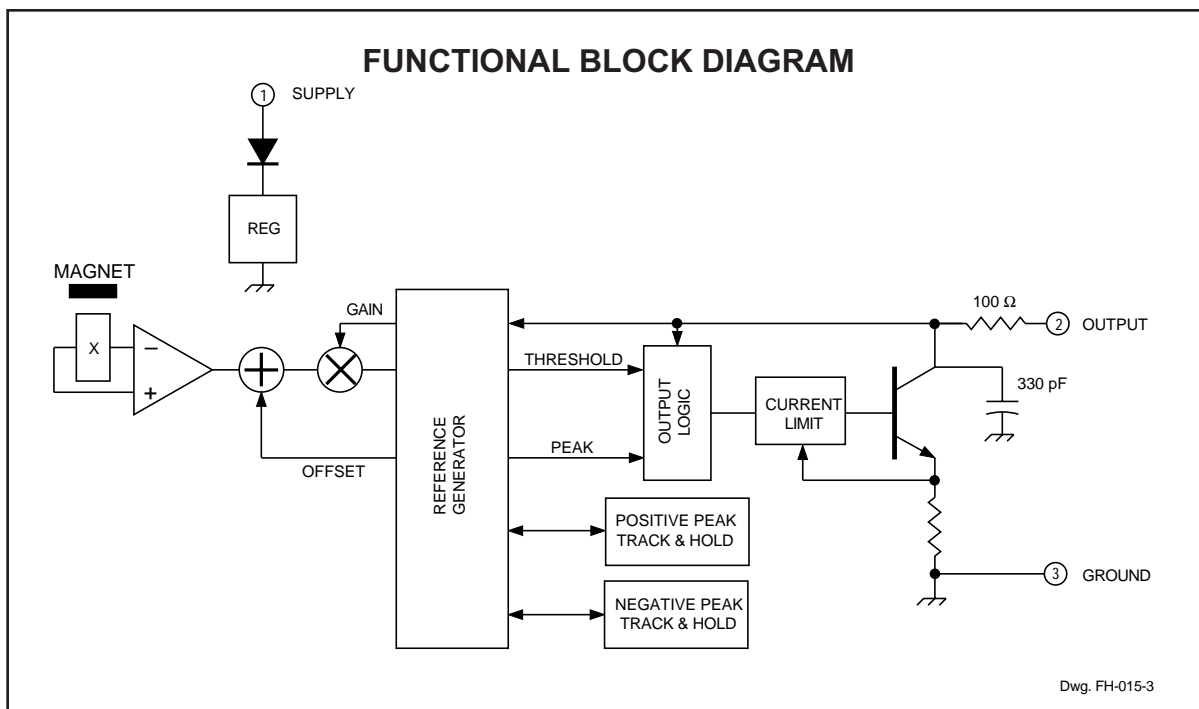 FUNCTIONAL BLOCK DIAGRAM
1 SUPPLY
REG
MAGNET
X
−
+
GAIN
OFFSET
REFERENCE
GENERATOR
THRESHOLD
PEAK
OUTPUT
LOGIC
CURRENT
LIMIT
100 Ω
2 OUTPUT
330 pF
POSITIVE PEAK
TRACK & HOLD
NEGATIVE PEAK
TRACK & HOLD
3 GROUND
Dwg. FH-015-3